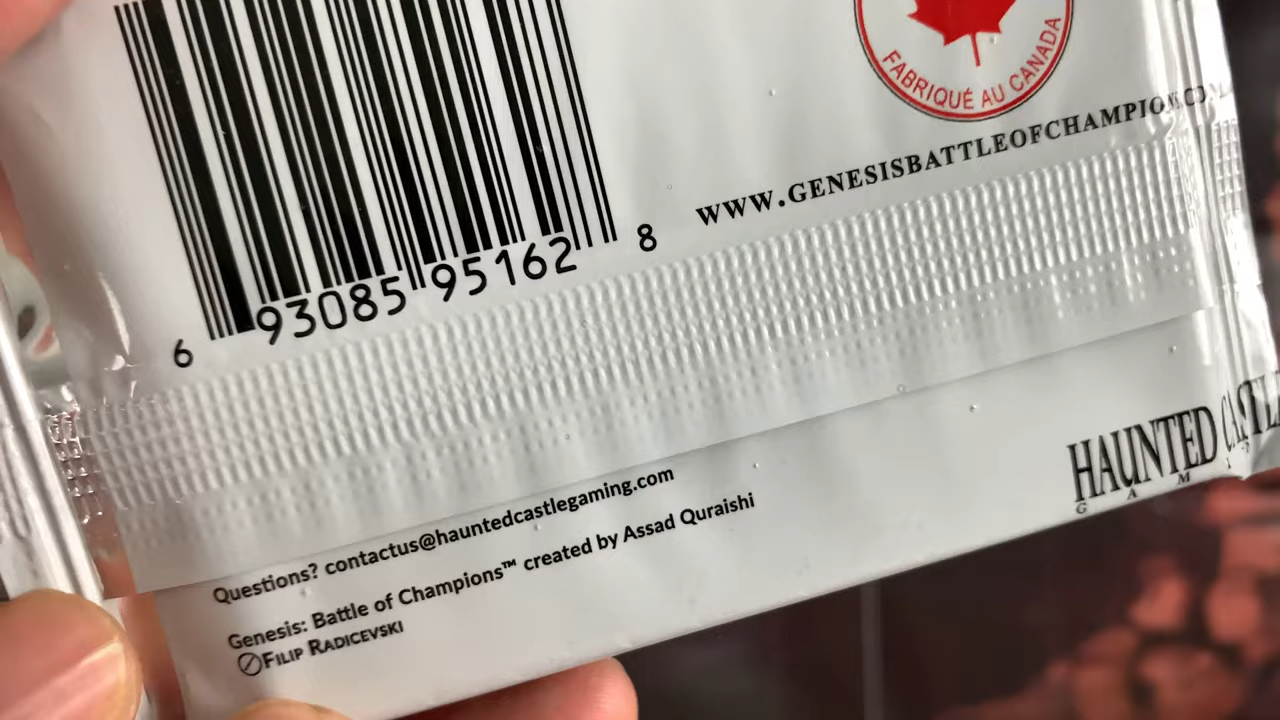 FABRIQUÉ AU CANADA
WWW.GENESISBATTLEOFCHAMPIONS.COM
6 93085 95162 8
HAUNTED CASTLE
Questions? contactus@hauntedcastlegaming.com
Genesis: Battle of Champions™ created by Assad Quraishi
FILIP RADICEVSKI